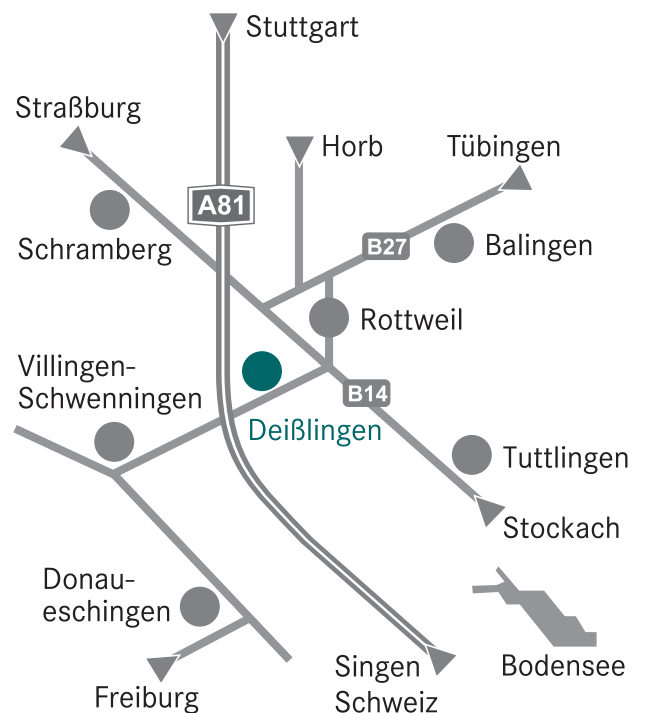 Stuttgart
Straßburg
Horb
Tübingen
A81
Schramberg
B27
Balingen
Rottweil
Villingen-
Schwenningen
B14
Deißlingen
Tuttlingen
Stockach
Donau-
eschingen
Freiburg
Singen
Schweiz
Bodensee